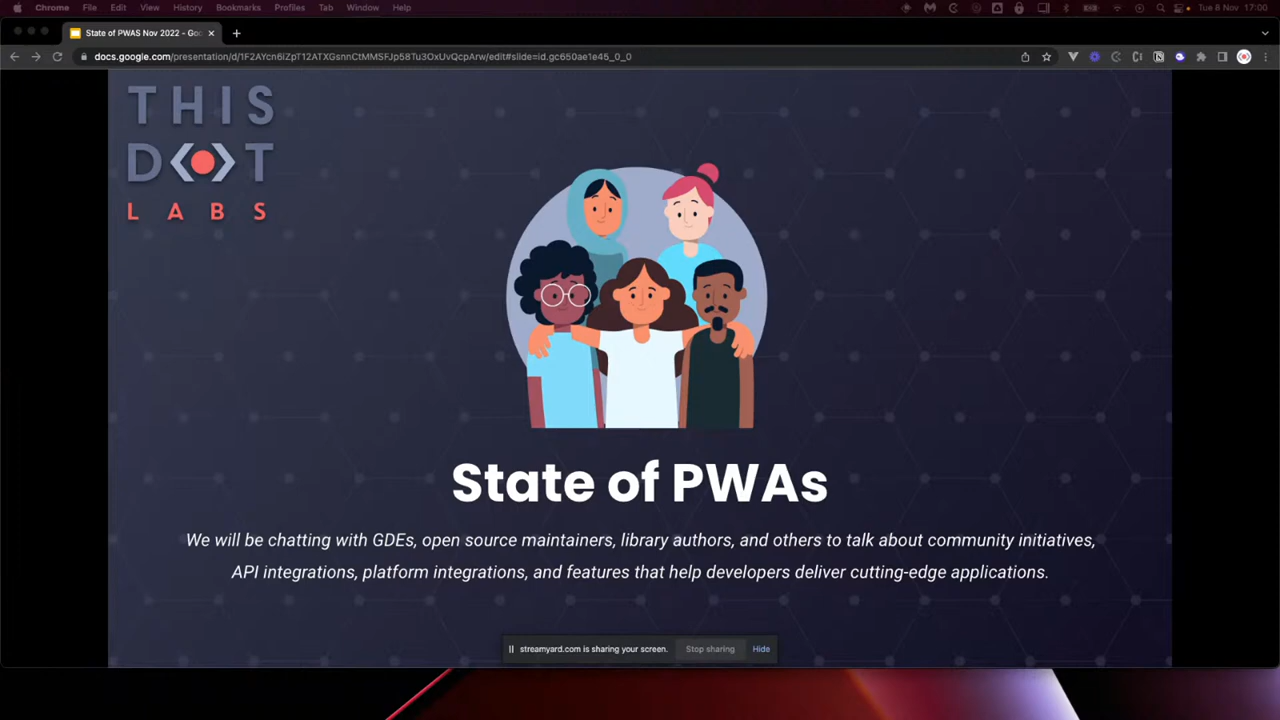 Chrome File Edit View History Bookmarks Profiles Tab Window Help
Tue 8 Nov 17:00
State of PWAS Nov 2022 - Goo
docs.google.com/presentation/d/1F2AYcn6lZpT12ATXGsnnCtMMSFJp58Tu3OxUvQcpArw/edit#slide=id.gc650ae1e45_0_0
THIS
DOT
LABS
State of PWAs
We will be chatting with GDEs, open source maintainers, library authors, and others to talk about community initiatives,
API integrations, platform integrations, and features that help developers deliver cutting-edge applications.
streamyard.com is sharing your screen. Stop sharing Hide